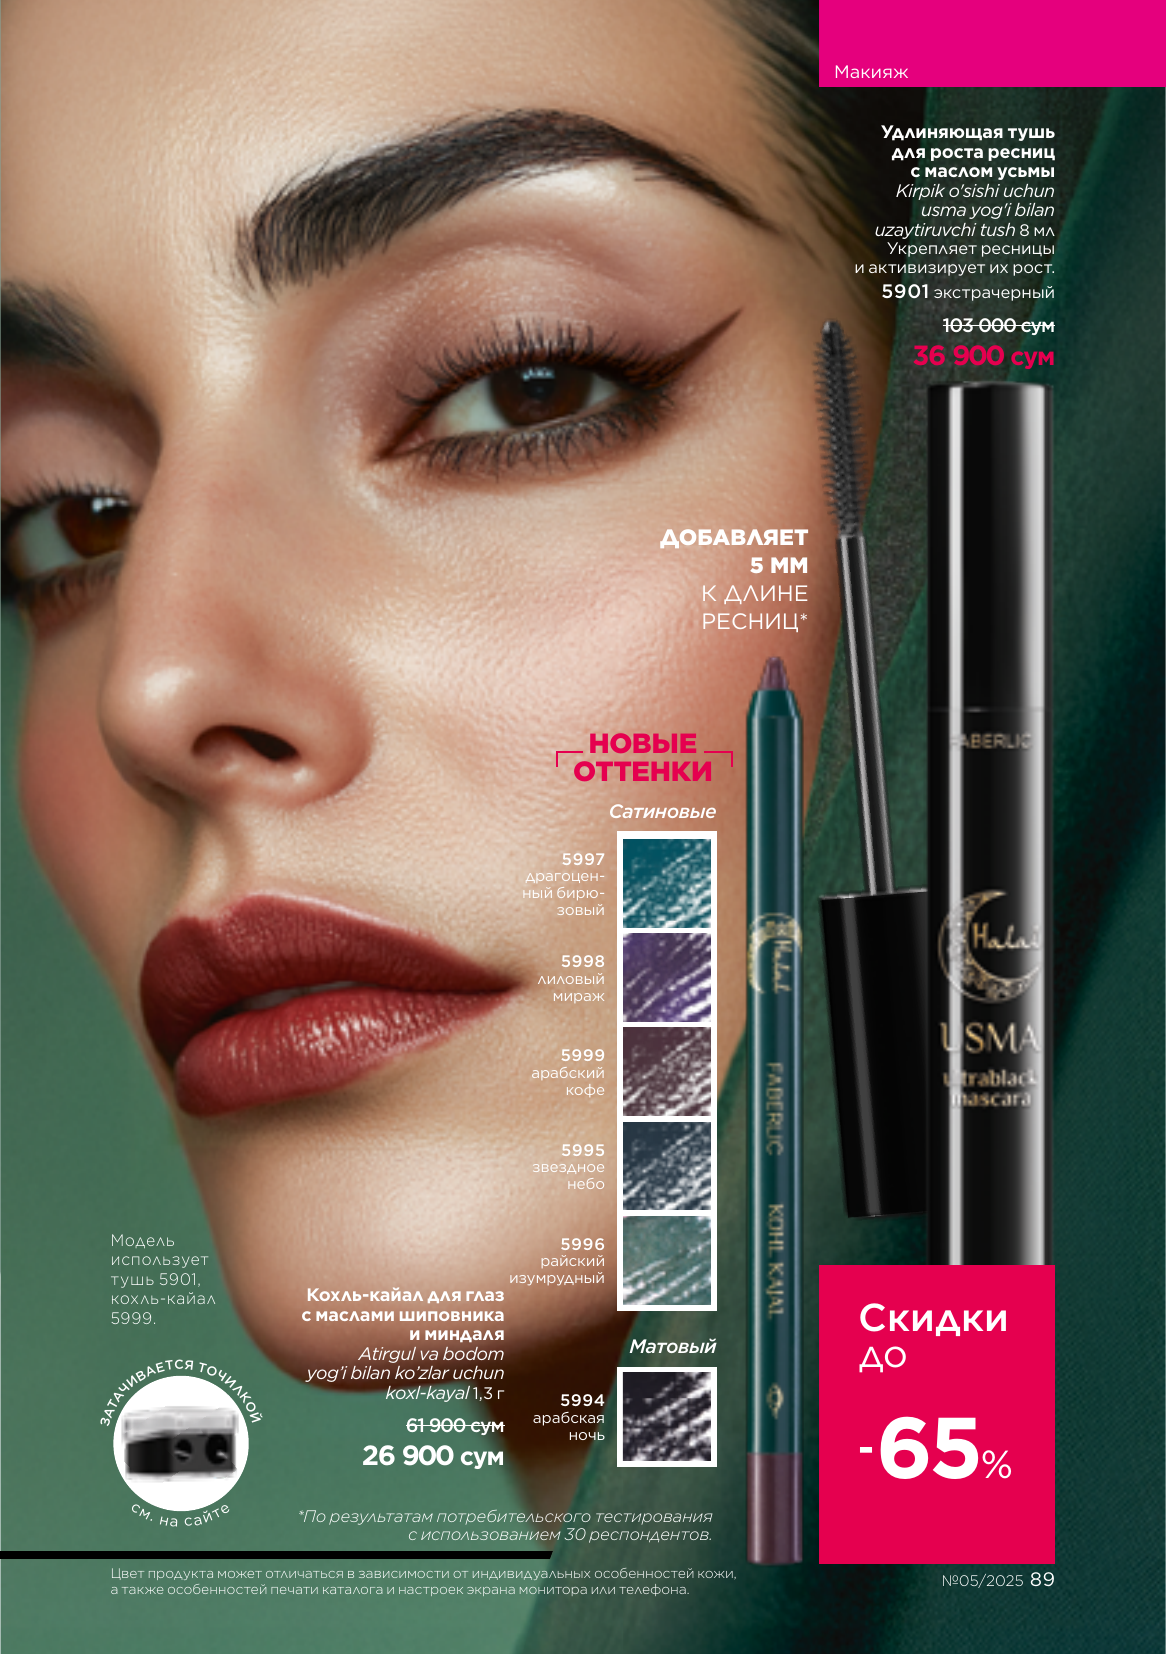 Макияж
Удлиняющая тушь
для роста ресниц
с маслом усьмы
Kirpik o'sishi uchun
usma yog'i bilan
uzaytiruvchi tush 8 мл
Укрепляет ресницы
и активизирует их рост.
5901 экстрачерный
103 000 сум
36 900 сум
ДОБАВЛЯЕТ
5 ММ
К ДЛИНЕ
РЕСНИЦ*
FABERLIC
Halal
USMA
ultrablack
mascara
НОВЫЕ
ОТТЕНКИ
Сатиновые
5997
драгоцен-
ный бирю-
зовый
5998
лиловый
мираж
5999
арабский
кофе
5995
звездное
небо
5996
райский
изумрудный
Матовый
5994
арабская
ночь
Halal
FABERLIC
KOHL KAJAL
Модель
использует
тушь 5901,
кохль-кайал
5999.
Кохль-кайал для глаз
с маслами шиповника
и миндаля
Atirgul va bodom
yog'i bilan ko'zlar uchun
koxl-kayal 1,3 г
61 900 сум
26 900 сум
ЗАТАЧИВАЕТСЯ ТОЧИЛКОЙ
см. на сайте
Скидки
ДО
-65%
*По результатам потребительского тестирования
с использованием 30 респондентов.
Цвет продукта может отличаться в зависимости от индивидуальных особенностей кожи,
а также особенностей печати каталога и настроек экрана монитора или телефона.
№05/2025 89